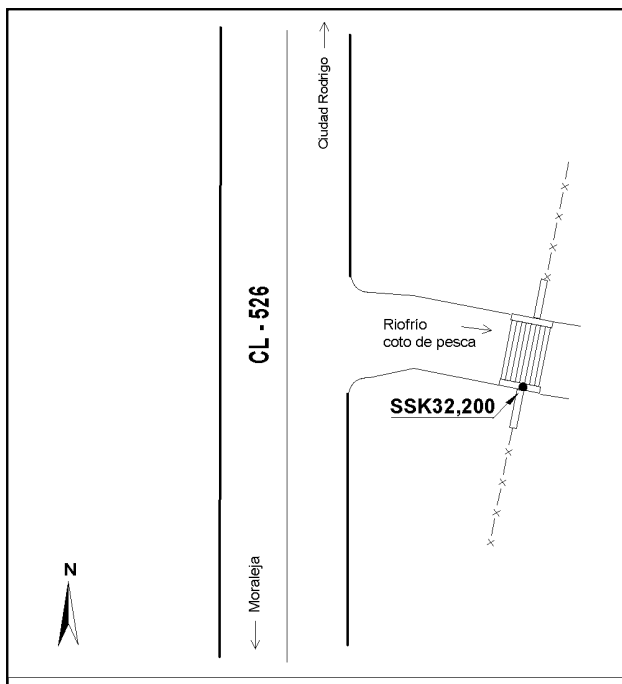 Ciudad Rodrigo
CL - 526
Riofrío
coto de pesca
SSK32,200
Moraleja
N